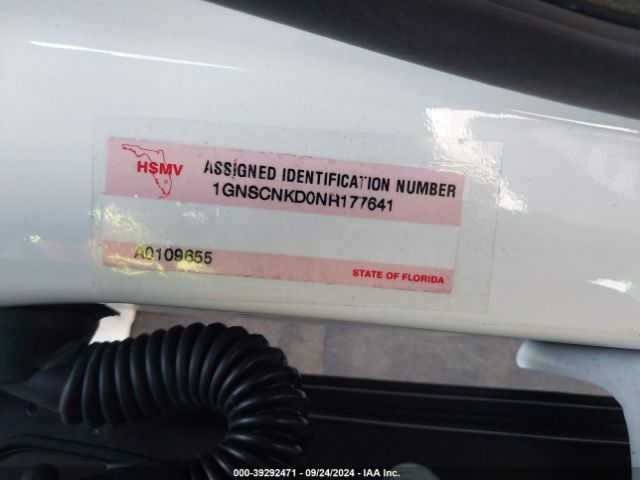 HSMV
ASSIGNED IDENTIFICATION NUMBER
1GNSCNKD0NR177641
A0109655
STATE OF FLORIDA
000-39292471 - 09/24/2024 - IAA Inc.